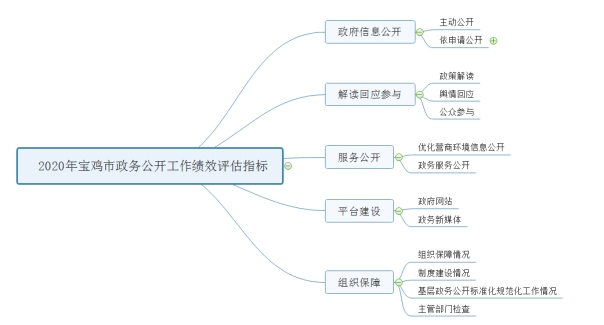 2020年宝鸡市政务公开工作绩效评估指标
政府信息公开
主动公开
依申请公开
解读回应参与
政策解读
舆情回应
公众参与
服务公开
优化营商环境信息公开
政务服务公开
平台建设
政府网站
政务新媒体
组织保障
组织保障情况
制度建设情况
基层政务公开标准化规范化工作情况
主管部门检查